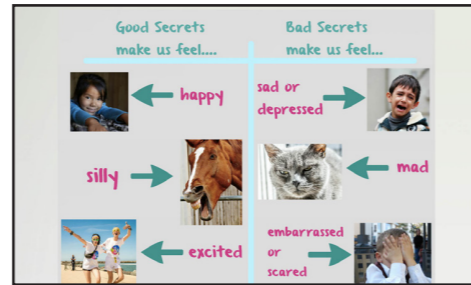 Good Secrets
make us feel....
Bad Secrets
make us feel...
happy
silly
excited
sad or
depressed
mad
embarrassed
or
scared